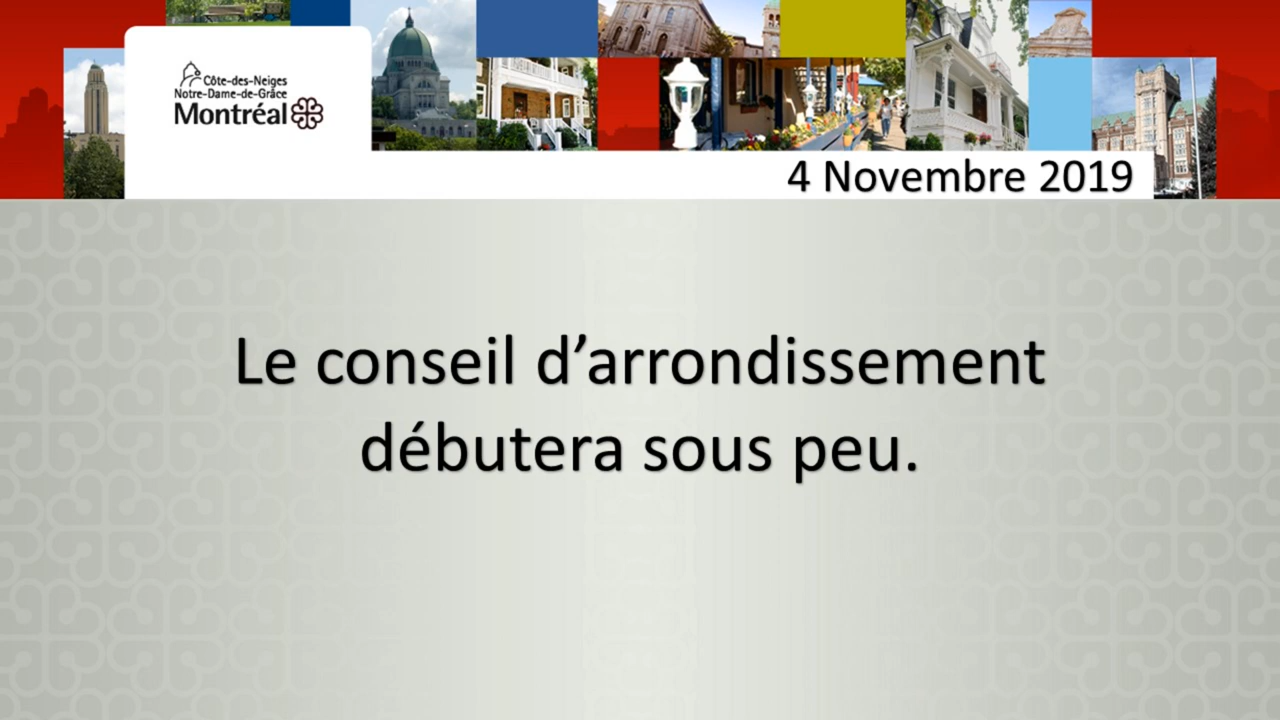 Côte-des-Neiges
Notre-Dame-de-Grâce
Montréal
4 Novembre 2019
Le conseil d’arrondissement
débutera sous peu.